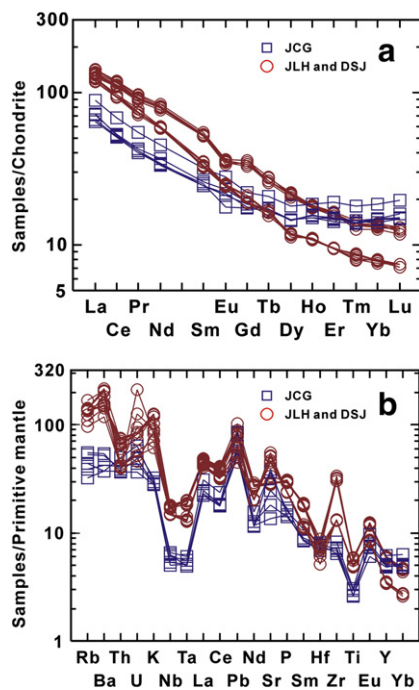 300
a
JCG
JLH and DSJ
100
Samples/Chondrite
10
5
La Pr Eu Tb Ho Tm Lu
Ce Nd Sm Gd Dy Er Yb
320
b
JCG
JLH and DSJ
100
Samples/Primitive mantle
10
1
Rb Th K Ta Ce Nd P Hf Ti Y
Ba U Nb La Pb Sr Sm Zr Eu Yb